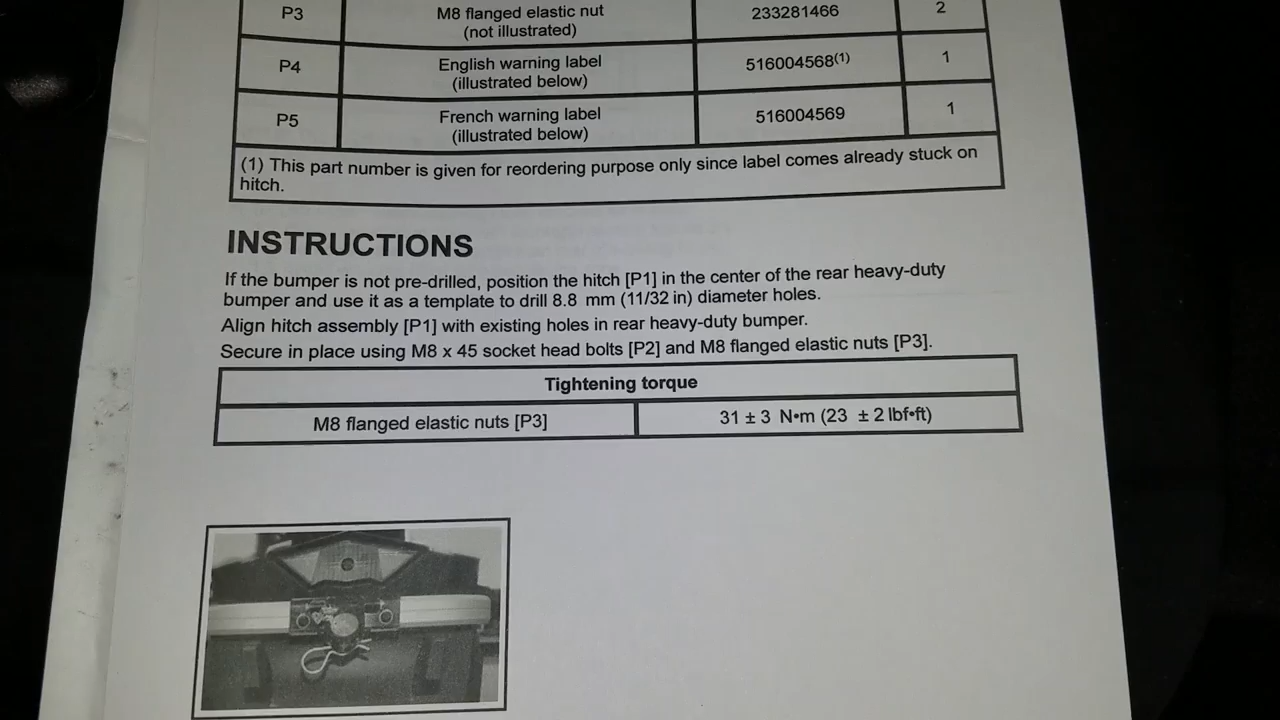 P3 M8 flanged elastic nut 233281466 2
(not illustrated)
P4 English warning label 516004568(1) 1
(illustrated below)
P5 French warning label 516004569 1
(illustrated below)
(1) This part number is given for reordering purpose only since label comes already stuck on
hitch.
INSTRUCTIONS
If the bumper is not pre-drilled, position the hitch [P1] in the center of the rear heavy-duty
bumper and use it as a template to drill 8.8 mm (11/32 in) diameter holes.
Align hitch assembly [P1] with existing holes in rear heavy-duty bumper.
Secure in place using M8 x 45 socket head bolts [P2] and M8 flanged elastic nuts [P3].
Tightening torque
M8 flanged elastic nuts [P3] 31 ± 3 N•m (23 ± 2 lbf•ft)